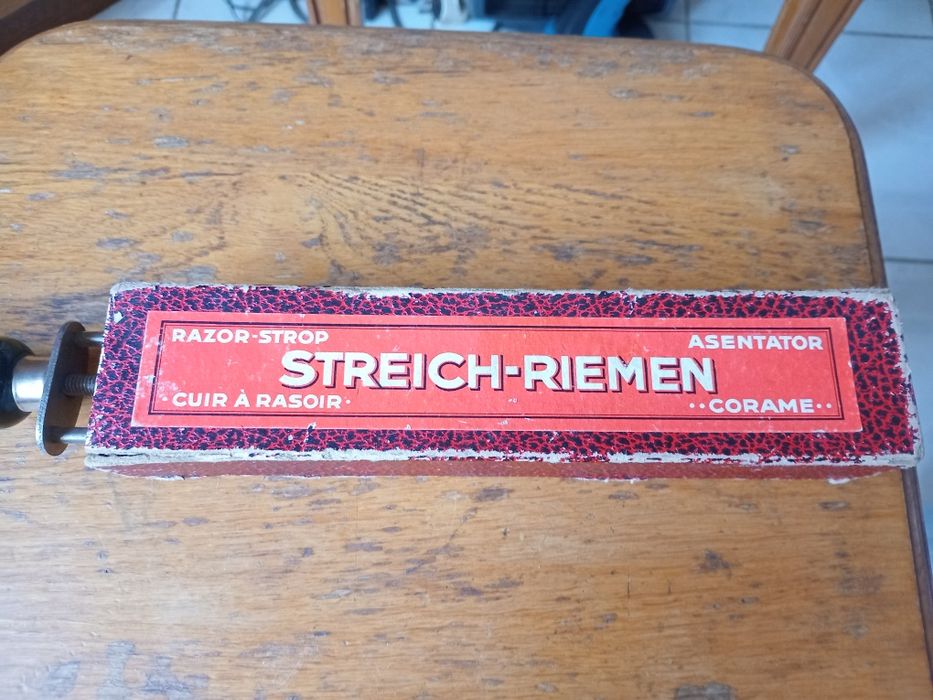 RAZOR-STROP ASENTATOR
STREICH-RIEMEN
·CUIR À RASOIR· ··CORAME··